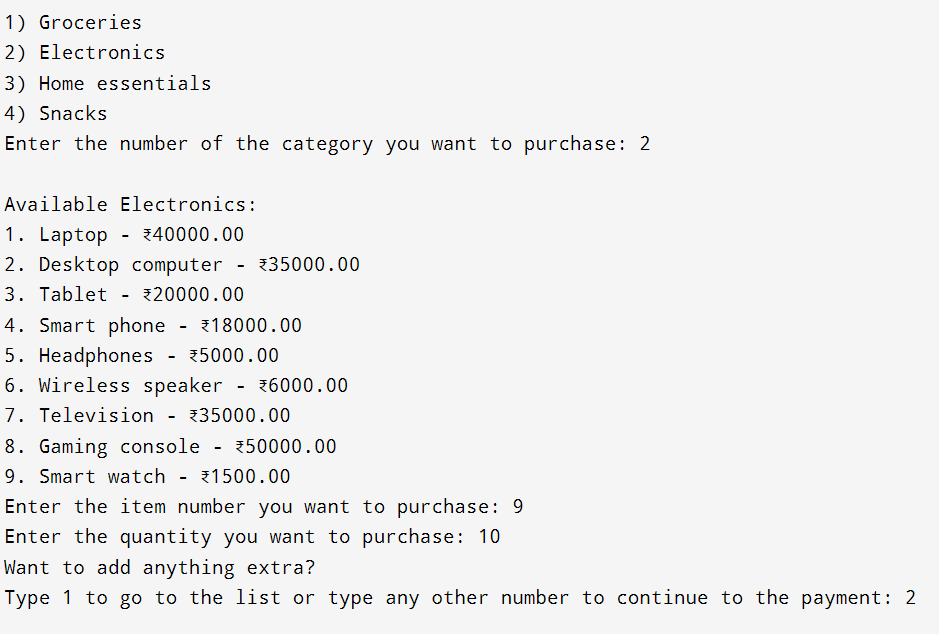 1) Groceries
2) Electronics
3) Home essentials
4) Snacks
Enter the number of the category you want to purchase: 2
Available Electronics:
1. Laptop - ₹40000.00
2. Desktop computer - ₹35000.00
3. Tablet - ₹20000.00
4. Smart phone - ₹18000.00
5. Headphones - ₹5000.00
6. Wireless speaker - ₹6000.00
7. Television - ₹35000.00
8. Gaming console - ₹50000.00
9. Smart watch - ₹1500.00
Enter the item number you want to purchase: 9
Enter the quantity you want to purchase: 10
Want to add anything extra?
Type 1 to go to the list or type any other number to continue to the payment: 2